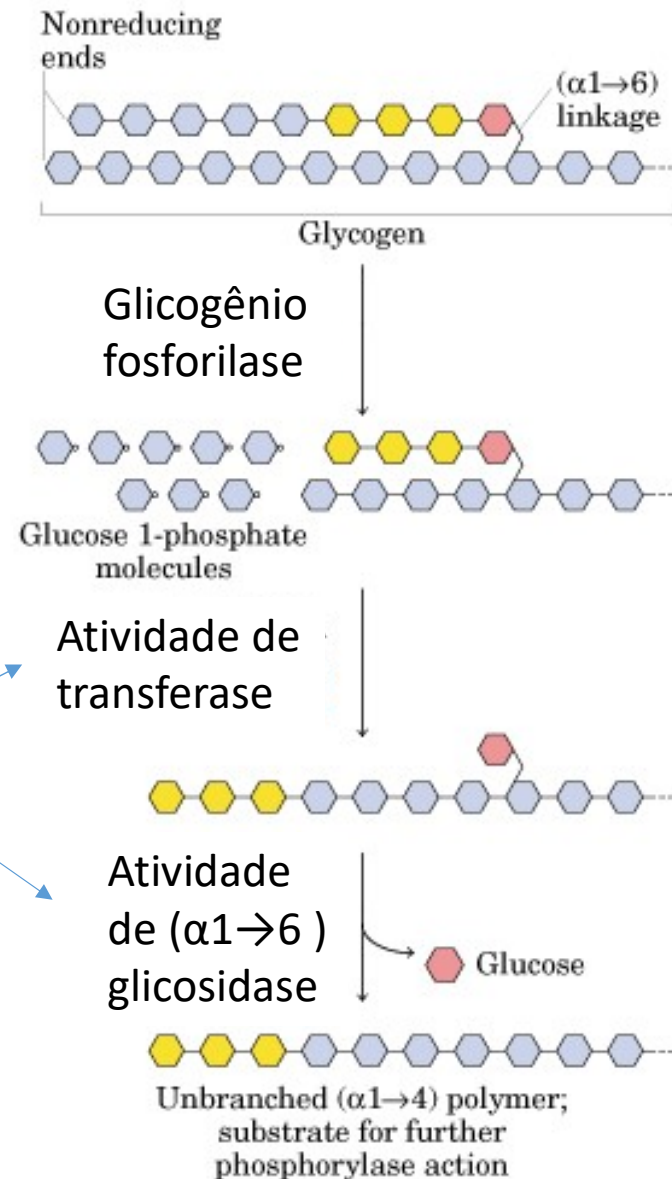 Nonreducing
ends
(α1→6)
linkage
Glycogen
Glicogênio
fosforilase
Glucose 1-phosphate
molecules
Atividade de
transferase
Atividade
de (α1→6 )
glicosidase
Glucose
Unbranched (α1→4) polymer;
substrate for further
phosphorylase action